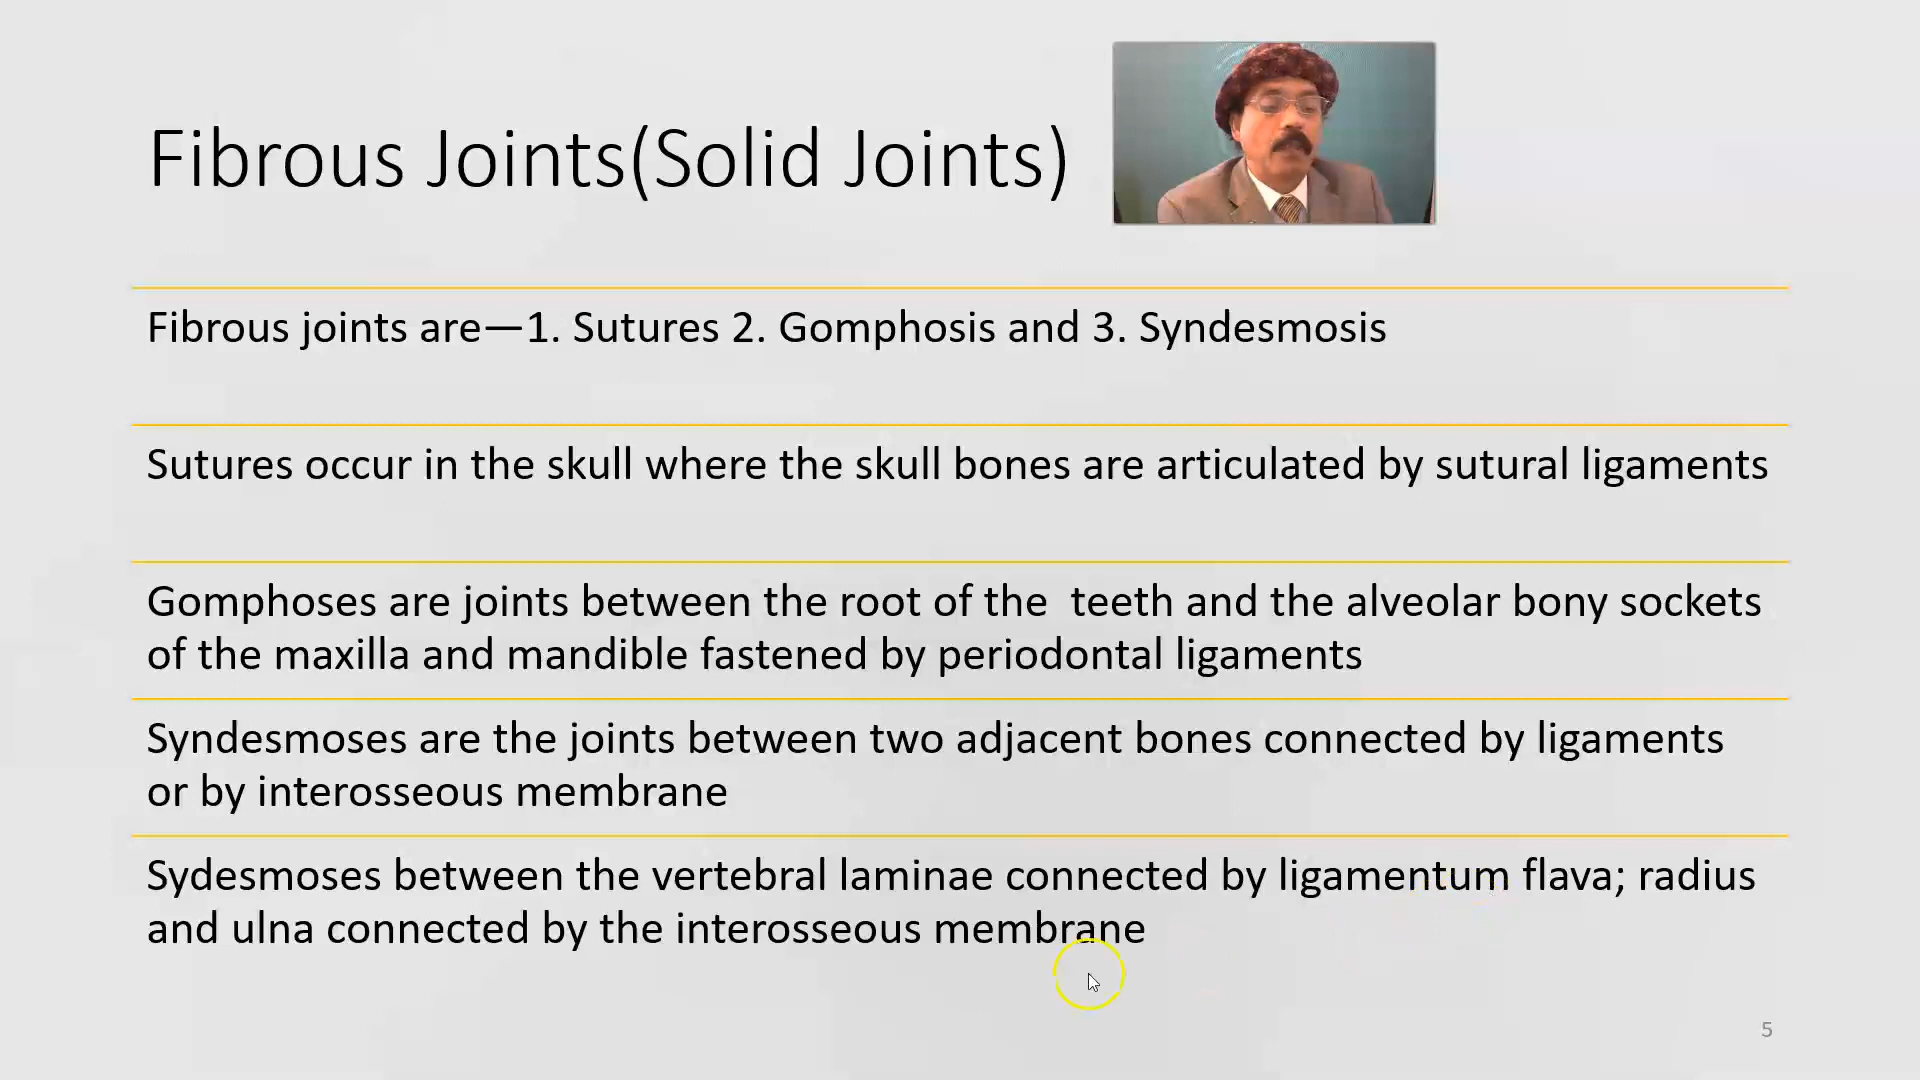 Fibrous Joints(Solid Joints)
Fibrous joints are—1. Sutures 2. Gomphosis and 3. Syndesmosis
Sutures occur in the skull where the skull bones are articulated by sutural ligaments
Gomphoses are joints between the root of the  teeth and the alveolar bony sockets
of the maxilla and mandible fastened by periodontal ligaments
Syndesmoses are the joints between two adjacent bones connected by ligaments
or by interosseous membrane
Sydesmoses between the vertebral laminae connected by ligamentum flava; radius
and ulna connected by the interosseous membrane
5